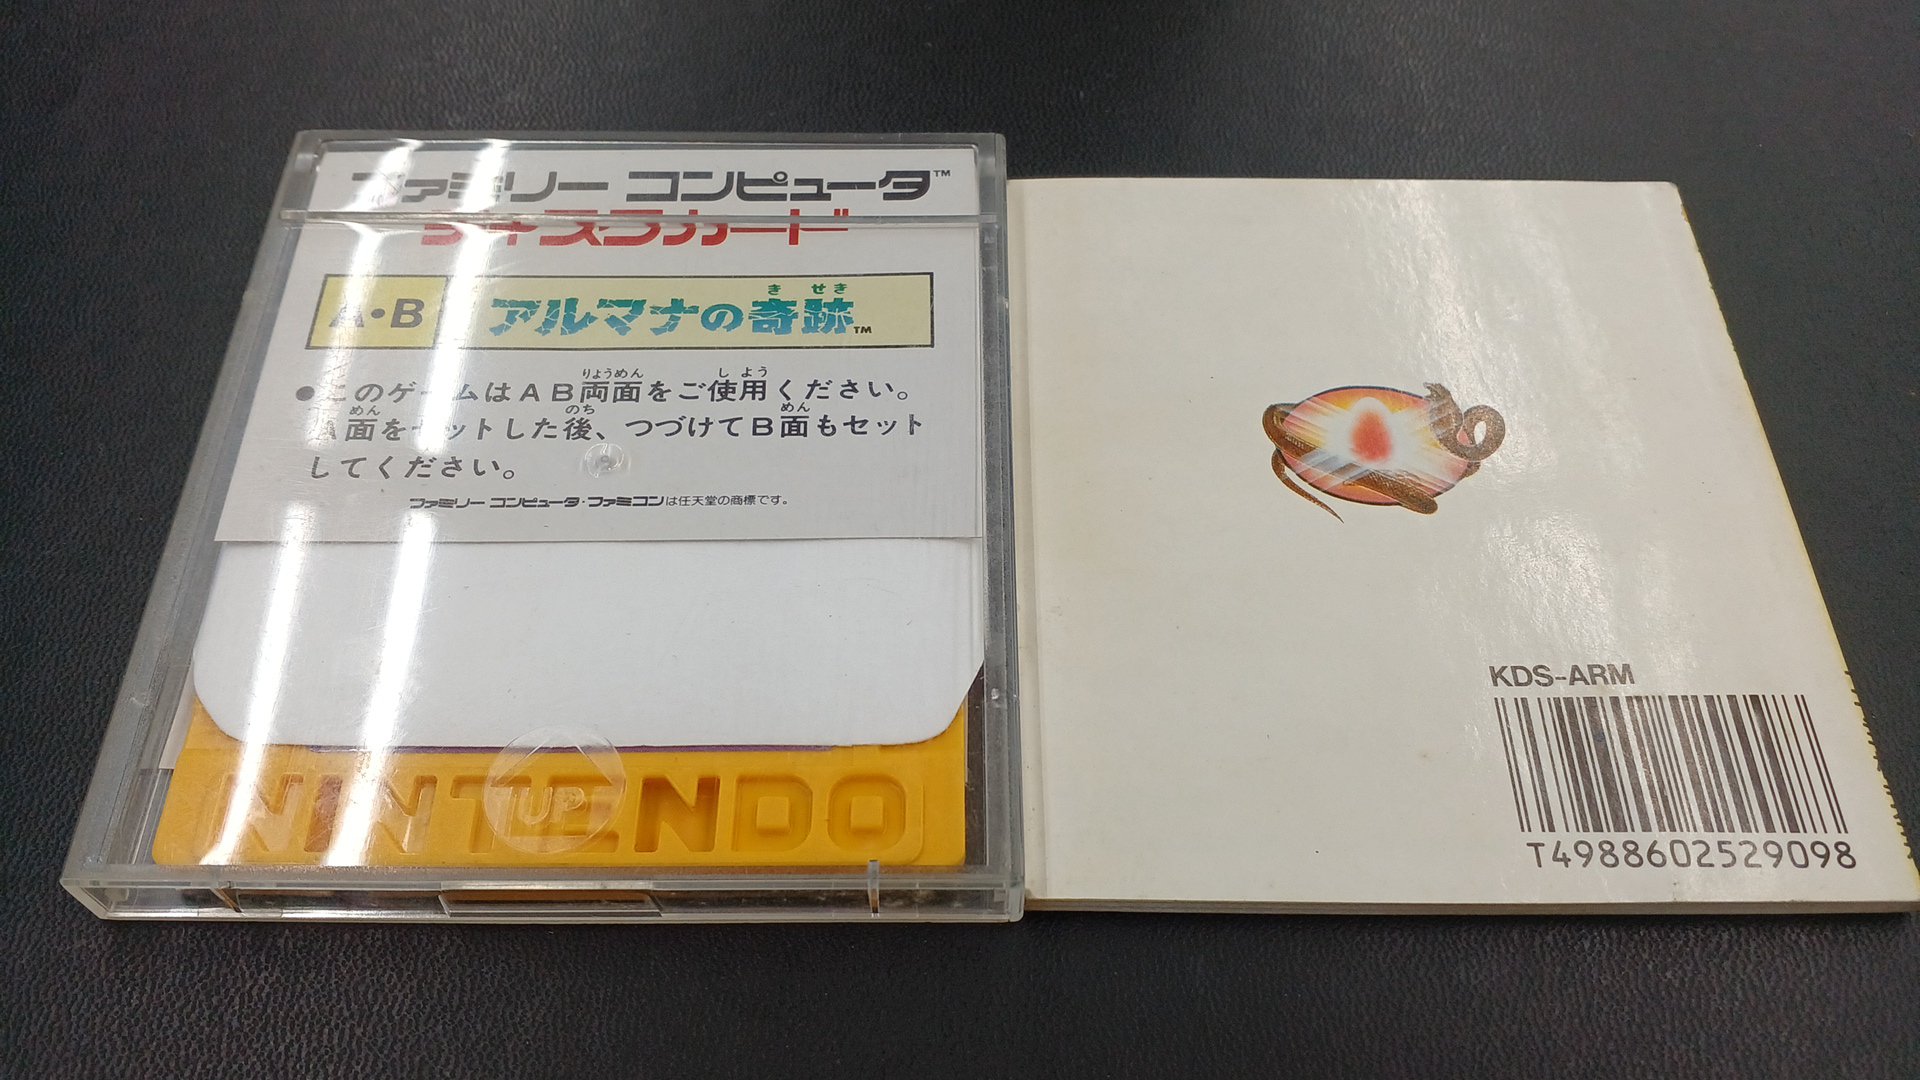 ファミリー コンピュータ™
ディスクカード
A・B
き せき
アルマナの奇跡™
りょうめん しよう
●このゲームはAB両面をご使用ください。
めん のち めん
A面をセットした後、つづけてB面もセット
してください。
ファミリー コンピュータ・ファミコンは任天堂の商標です。
NINTENDO
UP
KDS-ARM
T4988602529098